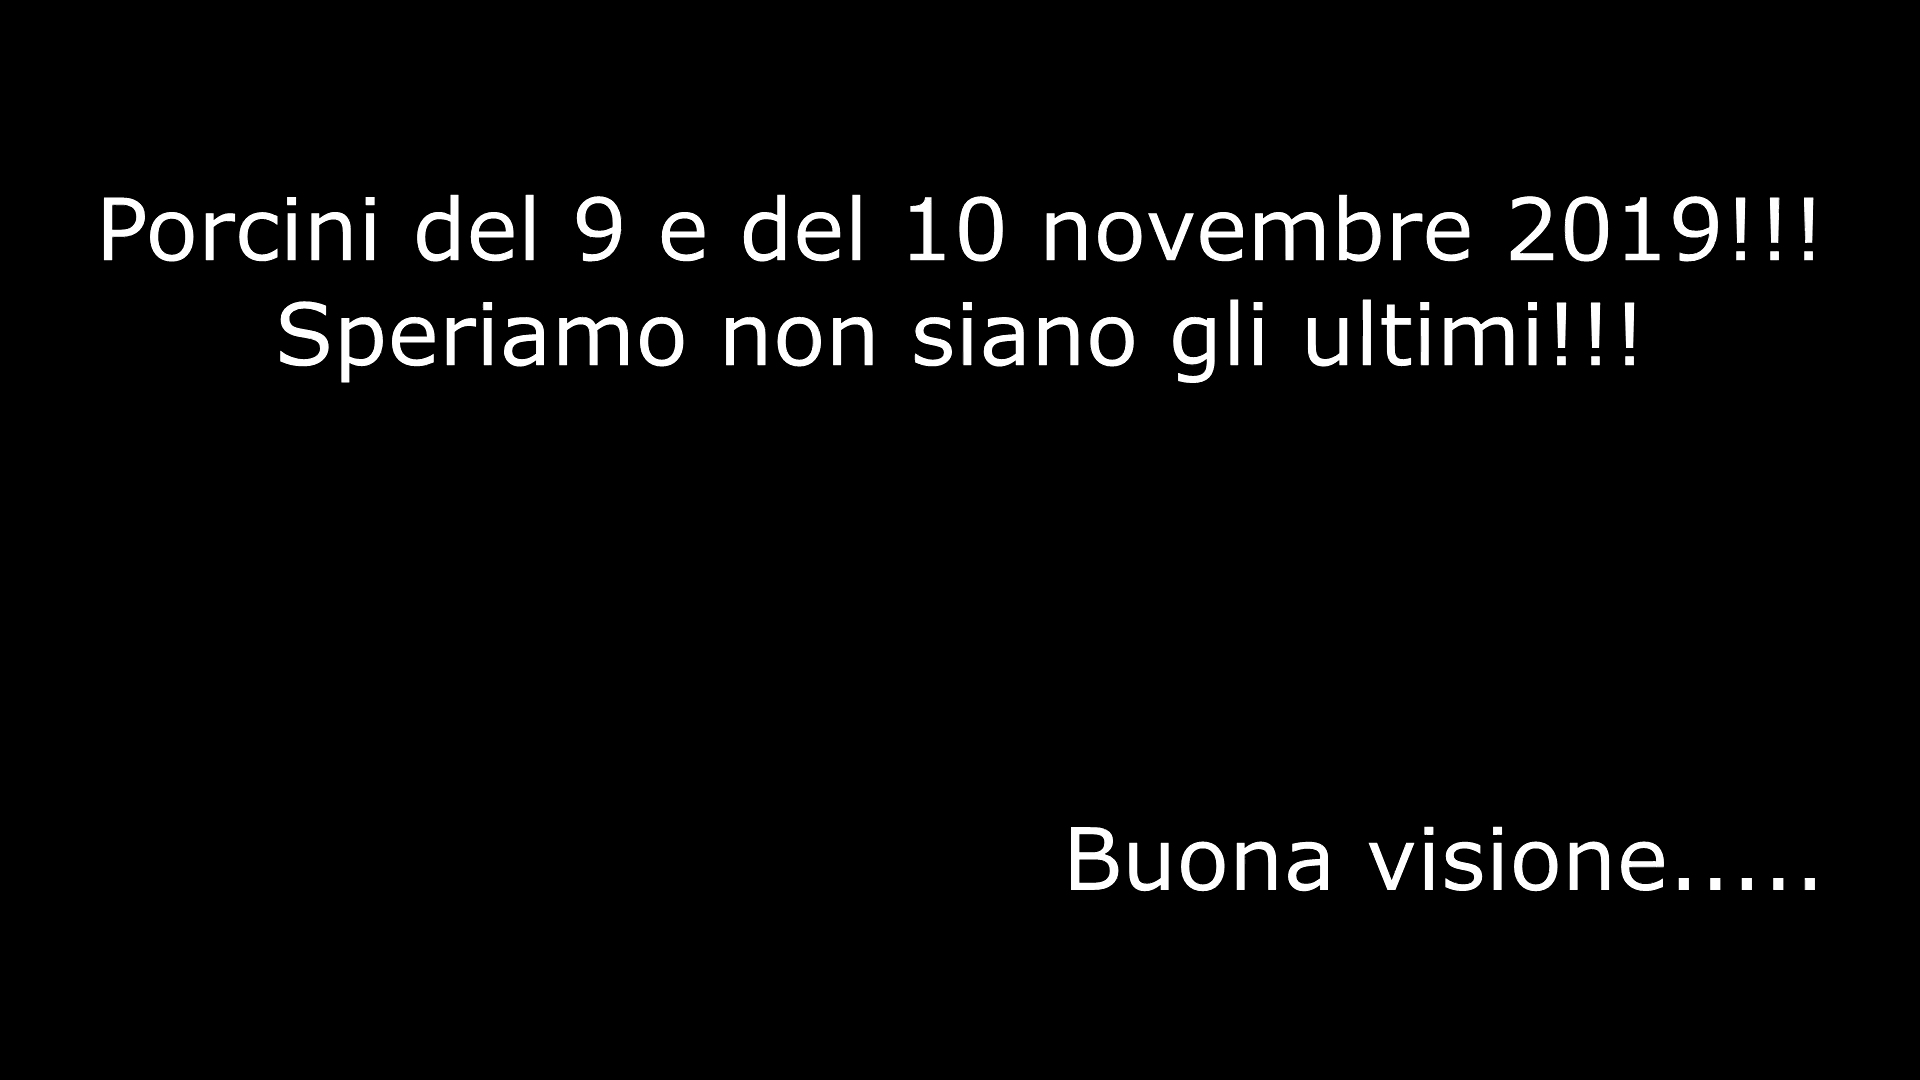 Porcini del 9 e del 10 novembre 2019!!!
Speriamo non siano gli ultimi!!!
Buona visione.....